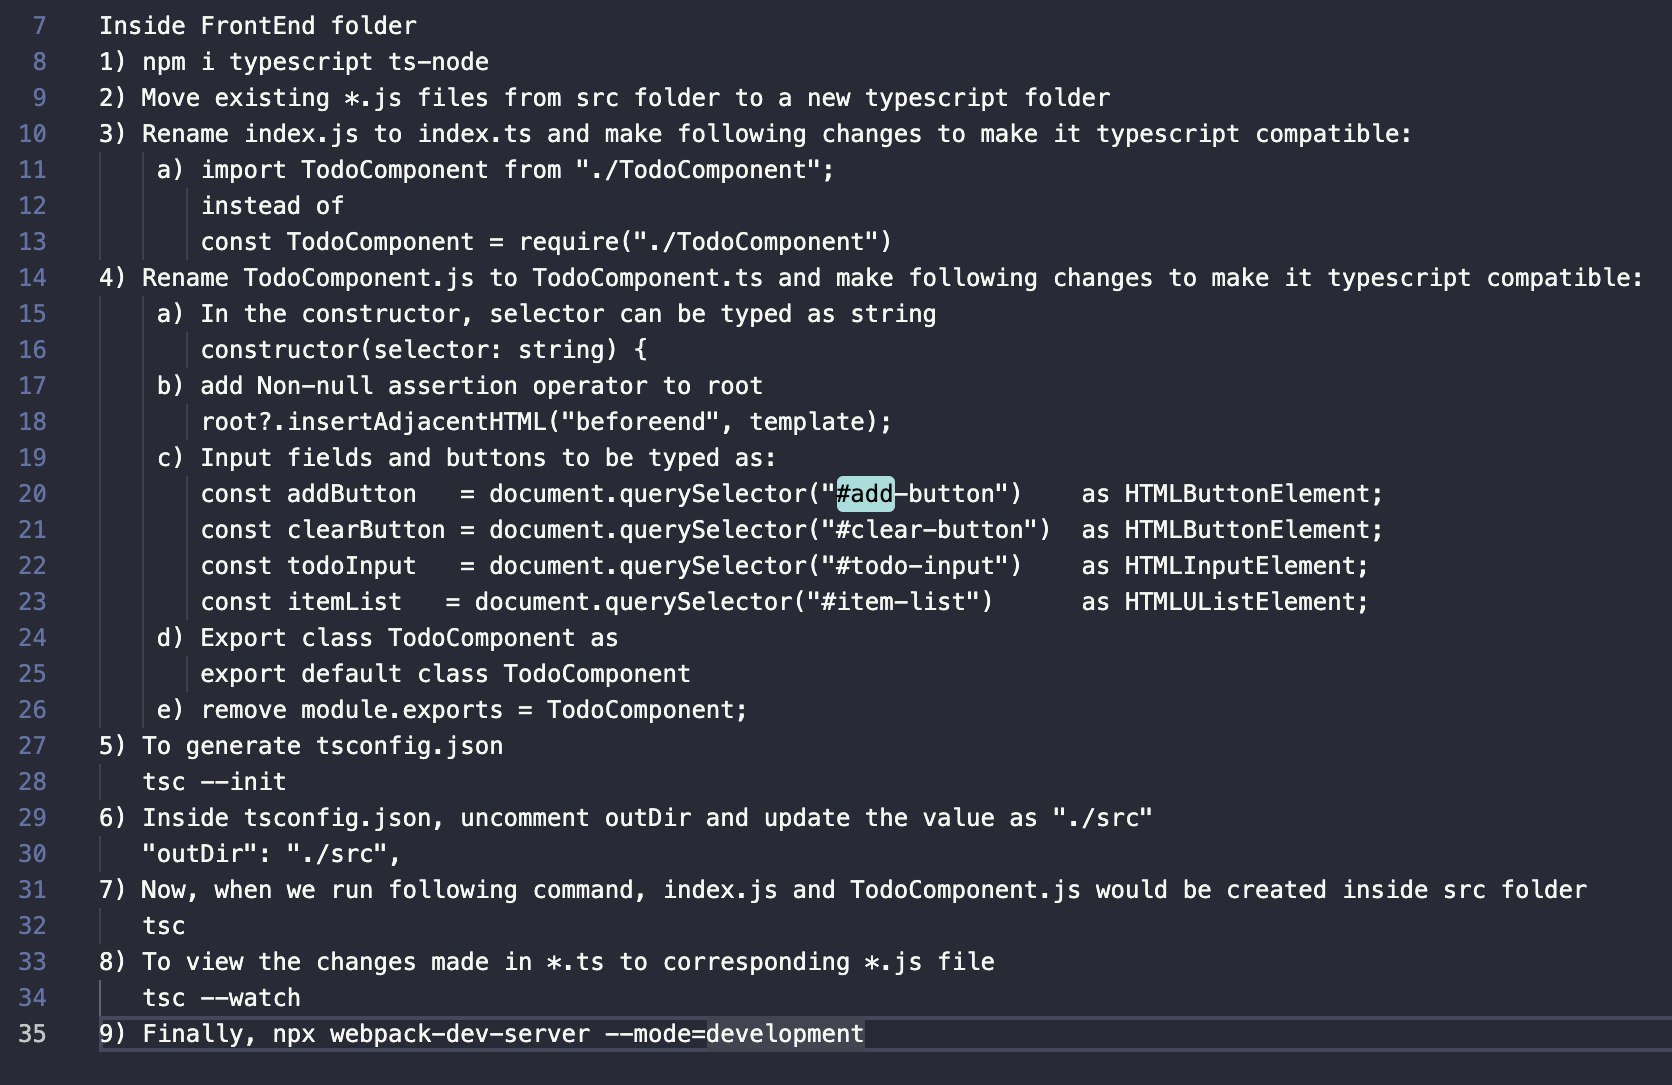 7 Inside FrontEnd folder
8 1) npm i typescript ts-node
9 2) Move existing *.js files from src folder to a new typescript folder
10 3) Rename index.js to index.ts and make following changes to make it typescript compatible:
11 a) import TodoComponent from "./TodoComponent";
12 instead of
13 const TodoComponent = require("./TodoComponent")
14 4) Rename TodoComponent.js to TodoComponent.ts and make following changes to make it typescript compatible:
15 a) In the constructor, selector can be typed as string
16 constructor(selector: string) {
17 b) add Non-null assertion operator to root
18 root?.insertAdjacentHTML("beforeend", template);
19 c) Input fields and buttons to be typed as:
20 const addButton   = document.querySelector("#add-button")    as HTMLButtonElement;
21 const clearButton = document.querySelector("#clear-button")  as HTMLButtonElement;
22 const todoInput   = document.querySelector("#todo-input")    as HTMLInputElement;
23 const itemList   = document.querySelector("#item-list")      as HTMLUListElement;
24 d) Export class TodoComponent as
25 export default class TodoComponent
26 e) remove module.exports = TodoComponent;
27 5) To generate tsconfig.json
28 tsc --init
29 6) Inside tsconfig.json, uncomment outDir and update the value as "./src"
30 "outDir": "./src",
31 7) Now, when we run following command, index.js and TodoComponent.js would be created inside src folder
32 tsc
33 8) To view the changes made in *.ts to corresponding *.js file
34 tsc --watch
35 9) Finally, npx webpack-dev-server --mode=development